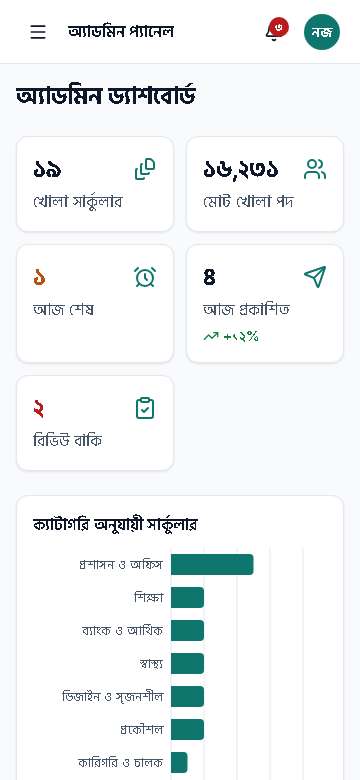 অ্যাডমিন প্যানেল
৩
নজ
অ্যাডমিন ড্যাশবোর্ড
১৯
খোলা সার্কুলার
১৬,২৩১
মোট খোলা পদ
১
আজ শেষ
৪
আজ প্রকাশিত
+১২%
২
রিভিউ বাকি
ক্যাটাগরি অনুযায়ী সার্কুলার
প্রশাসন ও অফিস
শিক্ষা
ব্যাংক ও আর্থিক
স্বাস্থ্য
ডিজাইন ও সৃজনশীল
প্রকৌশল
কারিগরি ও চালক